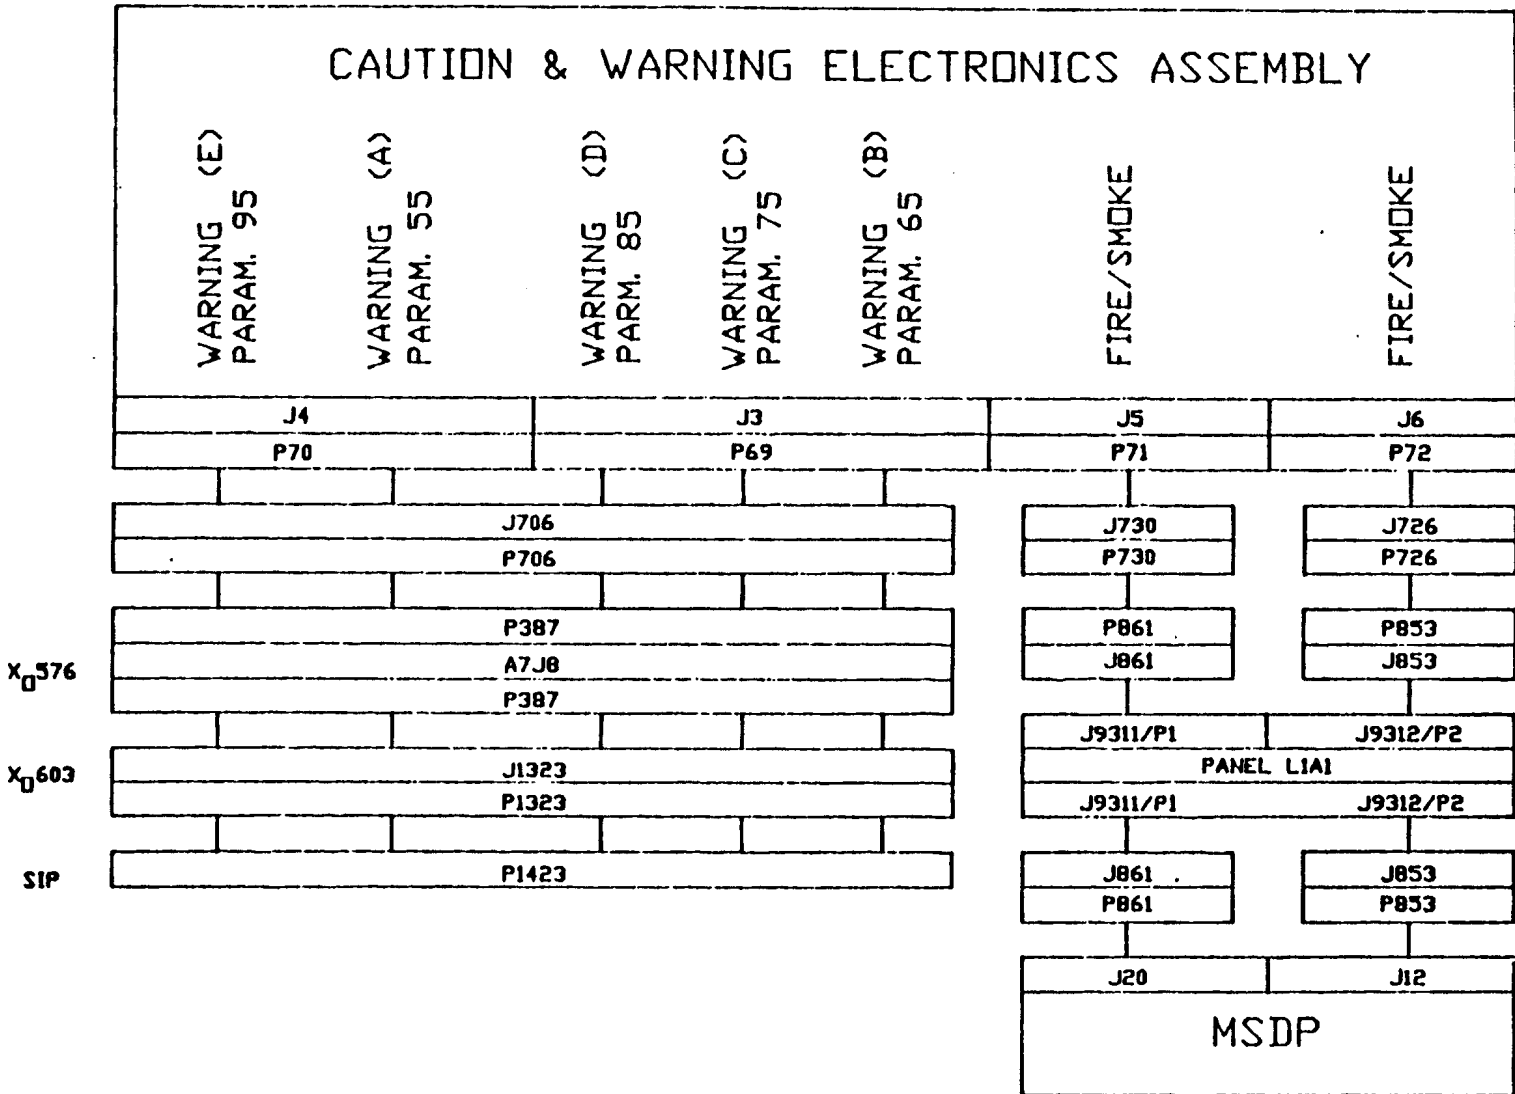 CAUTION & WARNING ELECTRONICS ASSEMBLY
WARNING (E)
PARAM. 95
WARNING (A)
PARAM. 55
WARNING (D)
PARM. 85
WARNING (C)
PARAM. 75
WARNING (B)
PARAM. 65
FIRE/SMOKE
FIRE/SMOKE
J4 J3 J5 J6
P70 P69 P71 P72
J706 J730 J726
P706 P730 P726
P387 P861 P853
X₀576 A7J8 J861 J853
P387
J9311/P1 J9312/P2
X₀603 J1323 PANEL L1A1
P1323 J9311/P1 J9312/P2
SIP P1423 J861 J853
P861 P853
J20 J12
MSDP